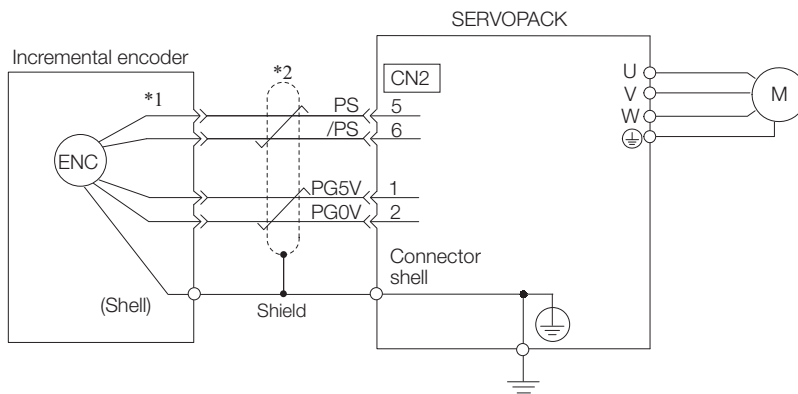 SERVOPACK
Incremental encoder
*1
*2
CN2
PS 5
/PS 6
ENC
PG5V 1
PG0V 2
U
V
W
M
Connector
shell
(Shell)
Shield